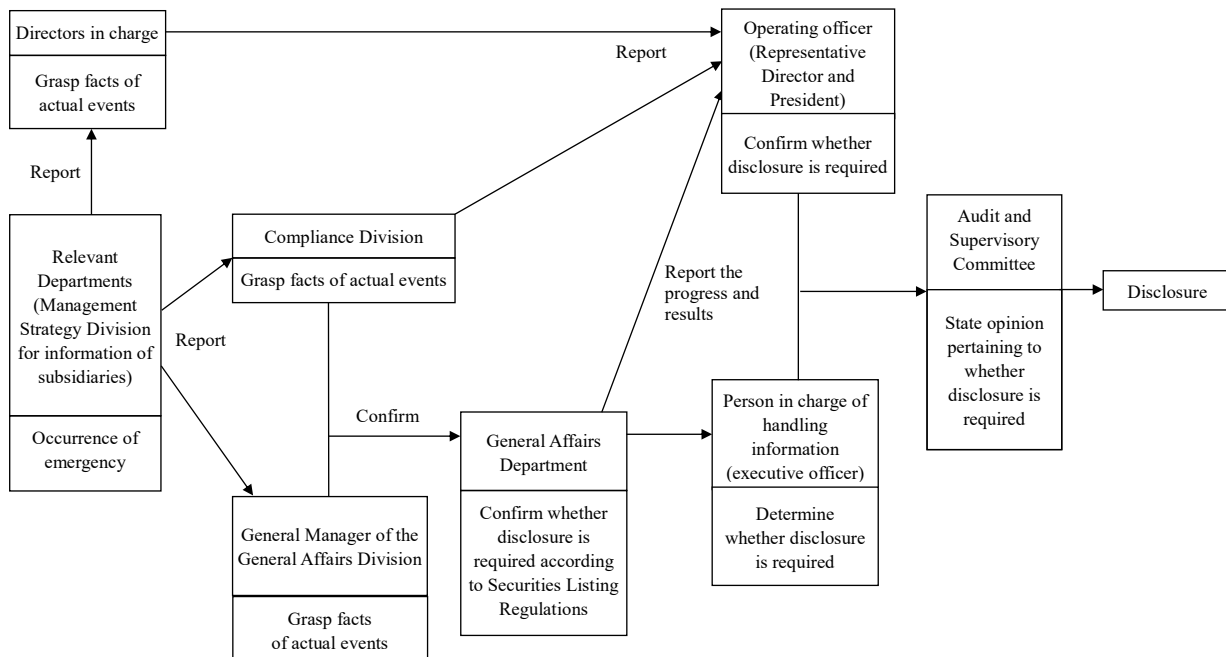 Directors in charge
Grasp facts of
actual events
Report
Relevant
Departments
(Management
Strategy Division
for information of
subsidiaries)
Occurrence of
emergency
Report
Compliance Division
Grasp facts of actual events
General Manager of the
General Affairs Division
Grasp facts
of actual events
Confirm
General Affairs
Department
Confirm whether
disclosure is
required according
to Securities Listing
Regulations
Report
Report the
progress and
results
Operating officer
(Representative
Director and
President)
Confirm whether
disclosure is required
Person in charge of
handling
information
(executive officer)
Determine
whether disclosure
is required
Audit and
Supervisory
Committee
State opinion
pertaining to
whether
disclosure is
required
Disclosure